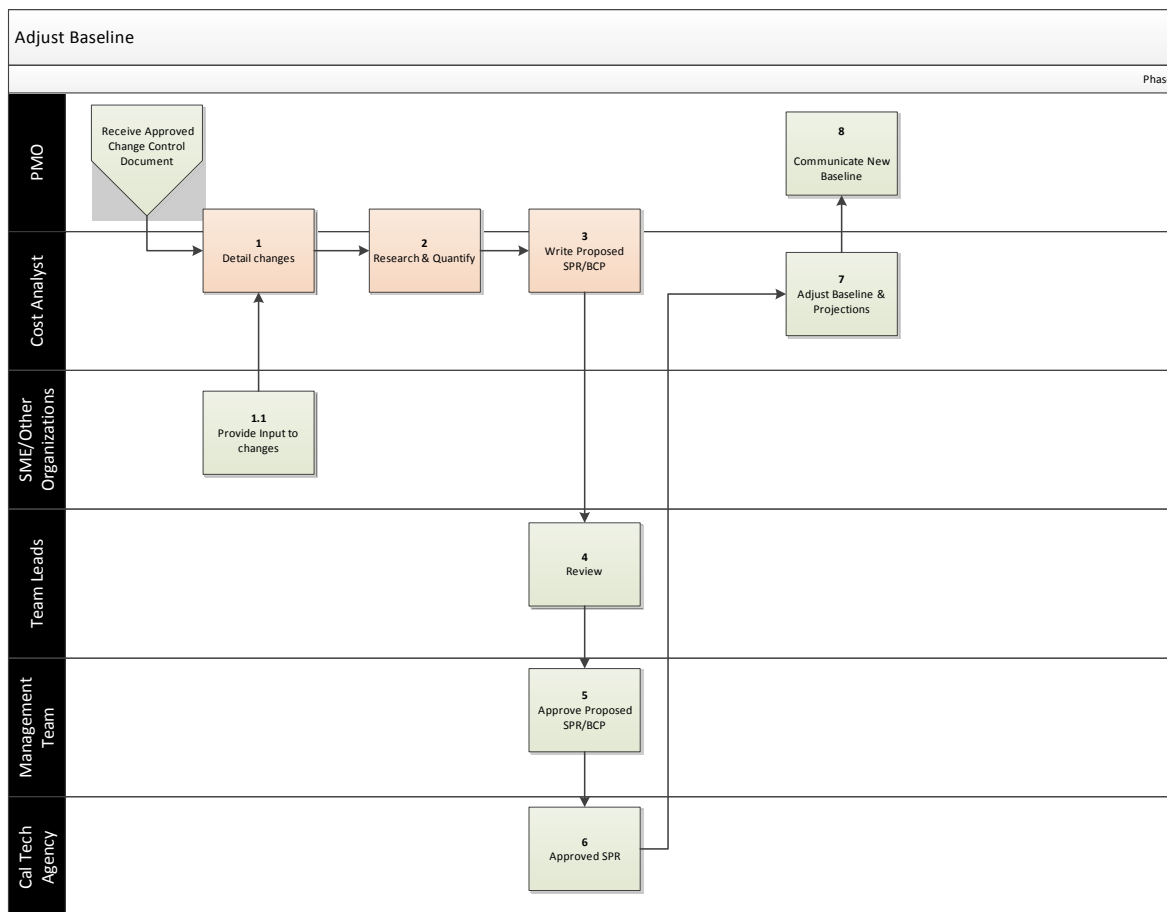 Adjust Baseline
Phas
PMO
Receive Approved
Change Control
Document
8
Communicate New
Baseline
Cost Analyst
1
Detail changes
2
Research & Quantify
3
Write Proposed
SPR/BCP
7
Adjust Baseline &
Projections
SME/Other
Organizations
1.1
Provide Input to
changes
Team Leads
4
Review
Management
Team
5
Approve Proposed
SPR/BCP
Cal Tech
Agency
6
Approved SPR